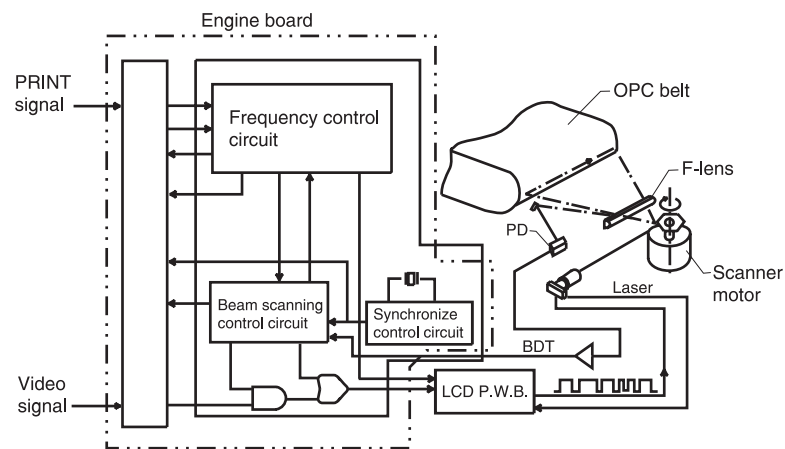 Engine board
PRINT
signal
Frequency control
circuit
OPC belt
F-lens
PD
Scanner
motor
Laser
Beam scanning
control circuit
Synchronize
control circuit
BDT
LCD P.W.B.
Video
signal